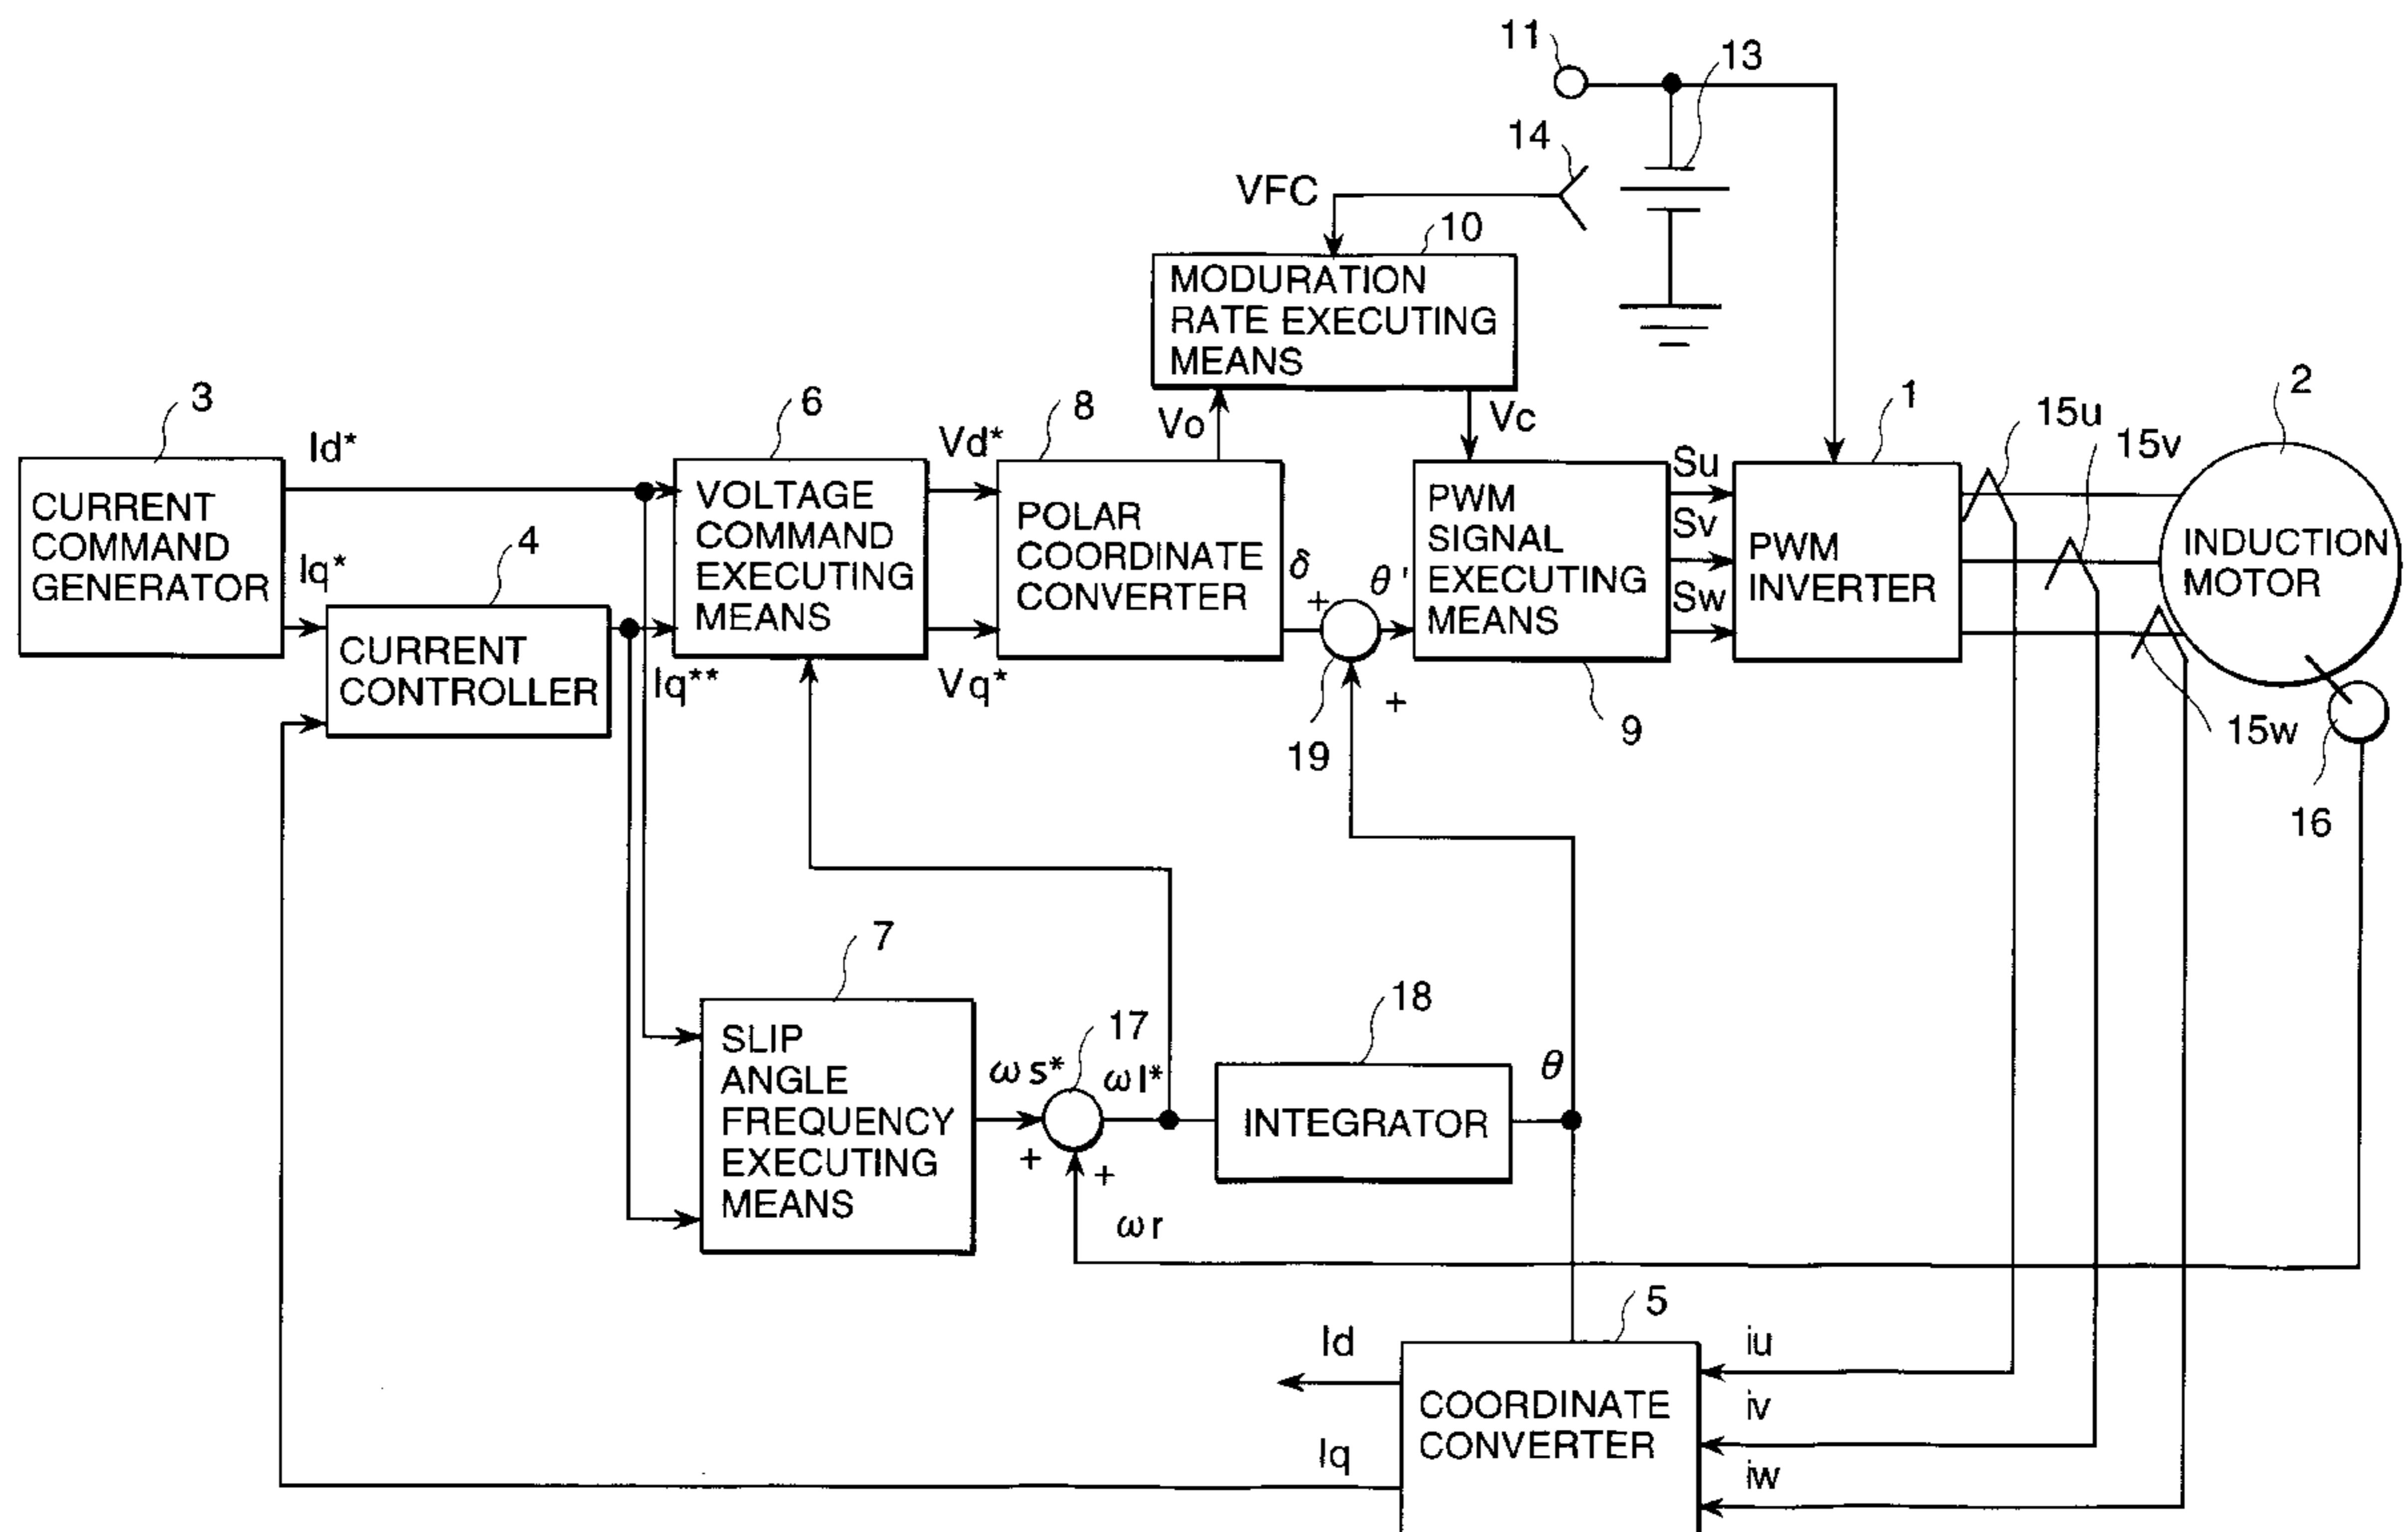 11
13
14
VFC
10
MODURATION
RATE EXECUTING
MEANS
3
6
8
Vo
Vc
1
15u
15v
2
Id*
Vd*
Su
CURRENT
COMMAND
GENERATOR
Iq*
4
VOLTAGE
COMMAND
EXECUTING
MEANS
POLAR
COORDINATE
CONVERTER
δ
+
θ'
PWM
SIGNAL
EXECUTING
MEANS
Sv
Sw
PWM
INVERTER
INDUCTION
MOTOR
CURRENT
CONTROLLER
Iq**
Vq*
+
19
9
15w
16
7
SLIP
ANGLE
FREQUENCY
EXECUTING
MEANS
ωs*
17
ωl*
18
INTEGRATOR
θ
+
+
ωr
5
Id
iu
COORDINATE
CONVERTER
iv
Iq
iw